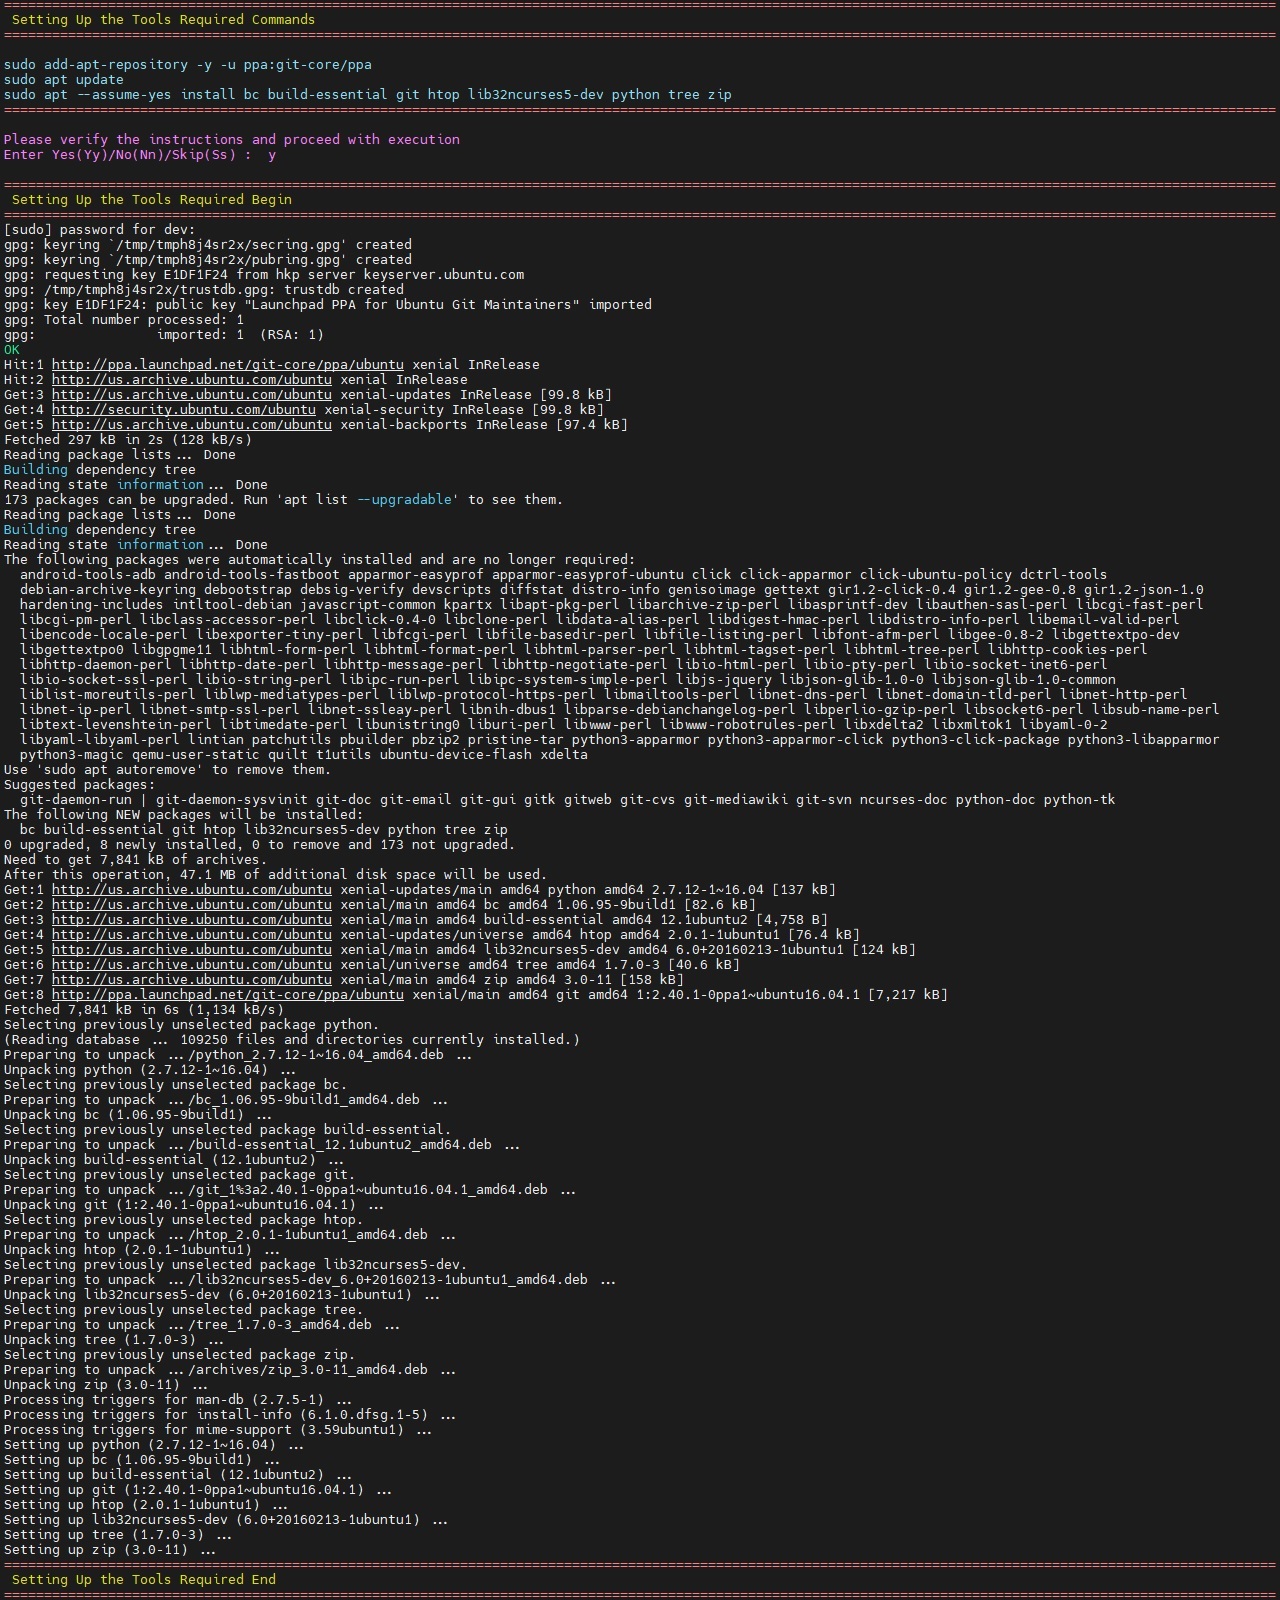 ================================================================================
 Setting Up the Tools Required Commands
================================================================================
sudo add-apt-repository -y -u ppa:git-core/ppa
sudo apt update
sudo apt --assume-yes install bc build-essential git htop lib32ncurses5-dev python tree zip
================================================================================
Please verify the instructions and proceed with execution
Enter Yes(Yy)/No(Nn)/Skip(Ss) :  y
================================================================================
 Setting Up the Tools Required Begin
================================================================================
[sudo] password for dev:
gpg: keyring `/tmp/tmph8j4sr2x/secring.gpg' created
gpg: keyring `/tmp/tmph8j4sr2x/pubring.gpg' created
gpg: requesting key E1DF1F24 from hkp server keyserver.ubuntu.com
gpg: /tmp/tmph8j4sr2x/trustdb.gpg: trustdb created
gpg: key E1DF1F24: public key "Launchpad PPA for Ubuntu Git Maintainers" imported
gpg: Total number processed: 1
gpg:               imported: 1  (RSA: 1)
OK
Hit:1 http://ppa.launchpad.net/git-core/ppa/ubuntu xenial InRelease
Hit:2 http://us.archive.ubuntu.com/ubuntu xenial InRelease
Get:3 http://us.archive.ubuntu.com/ubuntu xenial-updates InRelease [99.8 kB]
Get:4 http://security.ubuntu.com/ubuntu xenial-security InRelease [99.8 kB]
Get:5 http://us.archive.ubuntu.com/ubuntu xenial-backports InRelease [97.4 kB]
Fetched 297 kB in 2s (128 kB/s)
Reading package lists... Done
Building dependency tree
Reading state information... Done
173 packages can be upgraded. Run 'apt list --upgradable' to see them.
Reading package lists... Done
Building dependency tree
Reading state information... Done
The following packages were automatically installed and are no longer required:
  android-tools-adb android-tools-fastboot apparmor-easyprof apparmor-easyprof-ubuntu click click-apparmor click-ubuntu-policy dctrl-tools
  debian-archive-keyring debootstrap debsig-verify devscripts diffstat distro-info genisoimage gettext gir1.2-click-0.4 gir1.2-gee-0.8 gir1.2-json-1.0
  hardening-includes intltool-debian javascript-common kpartx libapt-pkg-perl libarchive-zip-perl libasprintf-dev libauthen-sasl-perl libcgi-fast-perl
  libcgi-pm-perl libclass-accessor-perl libclick-0.4-0 libclone-perl libdata-alias-perl libdigest-hmac-perl libdistro-info-perl libemail-valid-perl
  libencode-locale-perl libexporter-tiny-perl libfcgi-perl libfile-basedir-perl libfile-listing-perl libfont-afm-perl libgee-0.8-2 libgettextpo-dev
  libgettextpo0 libgpgme11 libhtml-form-perl libhtml-format-perl libhtml-parser-perl libhtml-tagset-perl libhtml-tree-perl libhttp-cookies-perl
  libhttp-daemon-perl libhttp-date-perl libhttp-message-perl libhttp-negotiate-perl libio-html-perl libio-pty-perl libio-socket-inet6-perl
  libio-socket-ssl-perl libio-string-perl libipc-run-perl libipc-system-simple-perl libjs-jquery libjson-glib-1.0-0 libjson-glib-1.0-common
  liblist-moreutils-perl liblwp-mediatypes-perl liblwp-protocol-https-perl libmailtools-perl libnet-dns-perl libnet-domain-tld-perl libnet-http-perl
  libnet-ip-perl libnet-smtp-ssl-perl libnet-ssleay-perl libnih-dbus1 libparse-debianchangelog-perl libperlio-gzip-perl libsocket6-perl libsub-name-perl
  libtext-levenshtein-perl libtimedate-perl libunistring0 liburi-perl libwww-perl libwww-robotrules-perl libxdelta2 libxmltok1 libyaml-0-2
  libyaml-libyaml-perl lintian patchutils pbuilder pbzip2 pristine-tar python3-apparmor python3-apparmor-click python3-click-package python3-libapparmor
  python3-magic qemu-user-static quilt t1utils ubuntu-device-flash xdelta
Use 'sudo apt autoremove' to remove them.
Suggested packages:
  git-daemon-run | git-daemon-sysvinit git-doc git-email git-gui gitk gitweb git-cvs git-mediawiki git-svn ncurses-doc python-doc python-tk
The following NEW packages will be installed:
  bc build-essential git htop lib32ncurses5-dev python tree zip
0 upgraded, 8 newly installed, 0 to remove and 173 not upgraded.
Need to get 7,841 kB of archives.
After this operation, 47.1 MB of additional disk space will be used.
Get:1 http://us.archive.ubuntu.com/ubuntu xenial-updates/main amd64 python amd64 2.7.12-1~16.04 [137 kB]
Get:2 http://us.archive.ubuntu.com/ubuntu xenial/main amd64 bc amd64 1.06.95-9build1 [82.6 kB]
Get:3 http://us.archive.ubuntu.com/ubuntu xenial/main amd64 build-essential amd64 12.1ubuntu2 [4,758 B]
Get:4 http://us.archive.ubuntu.com/ubuntu xenial-updates/universe amd64 htop amd64 2.0.1-1ubuntu1 [76.4 kB]
Get:5 http://us.archive.ubuntu.com/ubuntu xenial/main amd64 lib32ncurses5-dev amd64 6.0+20160213-1ubuntu1 [124 kB]
Get:6 http://us.archive.ubuntu.com/ubuntu xenial/universe amd64 tree amd64 1.7.0-3 [40.6 kB]
Get:7 http://us.archive.ubuntu.com/ubuntu xenial/main amd64 zip amd64 3.0-11 [158 kB]
Get:8 http://ppa.launchpad.net/git-core/ppa/ubuntu xenial/main amd64 git amd64 1:2.40.1-0ppa1~ubuntu16.04.1 [7,217 kB]
Fetched 7,841 kB in 6s (1,134 kB/s)
Selecting previously unselected package python.
(Reading database ... 109250 files and directories currently installed.)
Preparing to unpack .../python_2.7.12-1~16.04_amd64.deb ...
Unpacking python (2.7.12-1~16.04) ...
Selecting previously unselected package bc.
Preparing to unpack .../bc_1.06.95-9build1_amd64.deb ...
Unpacking bc (1.06.95-9build1) ...
Selecting previously unselected package build-essential.
Preparing to unpack .../build-essential_12.1ubuntu2_amd64.deb ...
Unpacking build-essential (12.1ubuntu2) ...
Selecting previously unselected package git.
Preparing to unpack .../git_1%3a2.40.1-0ppa1~ubuntu16.04.1_amd64.deb ...
Unpacking git (1:2.40.1-0ppa1~ubuntu16.04.1) ...
Selecting previously unselected package htop.
Preparing to unpack .../htop_2.0.1-1ubuntu1_amd64.deb ...
Unpacking htop (2.0.1-1ubuntu1) ...
Selecting previously unselected package lib32ncurses5-dev.
Preparing to unpack .../lib32ncurses5-dev_6.0+20160213-1ubuntu1_amd64.deb ...
Unpacking lib32ncurses5-dev (6.0+20160213-1ubuntu1) ...
Selecting previously unselected package tree.
Preparing to unpack .../tree_1.7.0-3_amd64.deb ...
Unpacking tree (1.7.0-3) ...
Selecting previously unselected package zip.
Preparing to unpack .../archives/zip_3.0-11_amd64.deb ...
Unpacking zip (3.0-11) ...
Processing triggers for man-db (2.7.5-1) ...
Processing triggers for install-info (6.1.0.dfsg.1-5) ...
Processing triggers for mime-support (3.59ubuntu1) ...
Setting up python (2.7.12-1~16.04) ...
Setting up bc (1.06.95-9build1) ...
Setting up build-essential (12.1ubuntu2) ...
Setting up git (1:2.40.1-0ppa1~ubuntu16.04.1) ...
Setting up htop (2.0.1-1ubuntu1) ...
Setting up lib32ncurses5-dev (6.0+20160213-1ubuntu1) ...
Setting up tree (1.7.0-3) ...
Setting up zip (3.0-11) ...
================================================================================
 Setting Up the Tools Required End
================================================================================